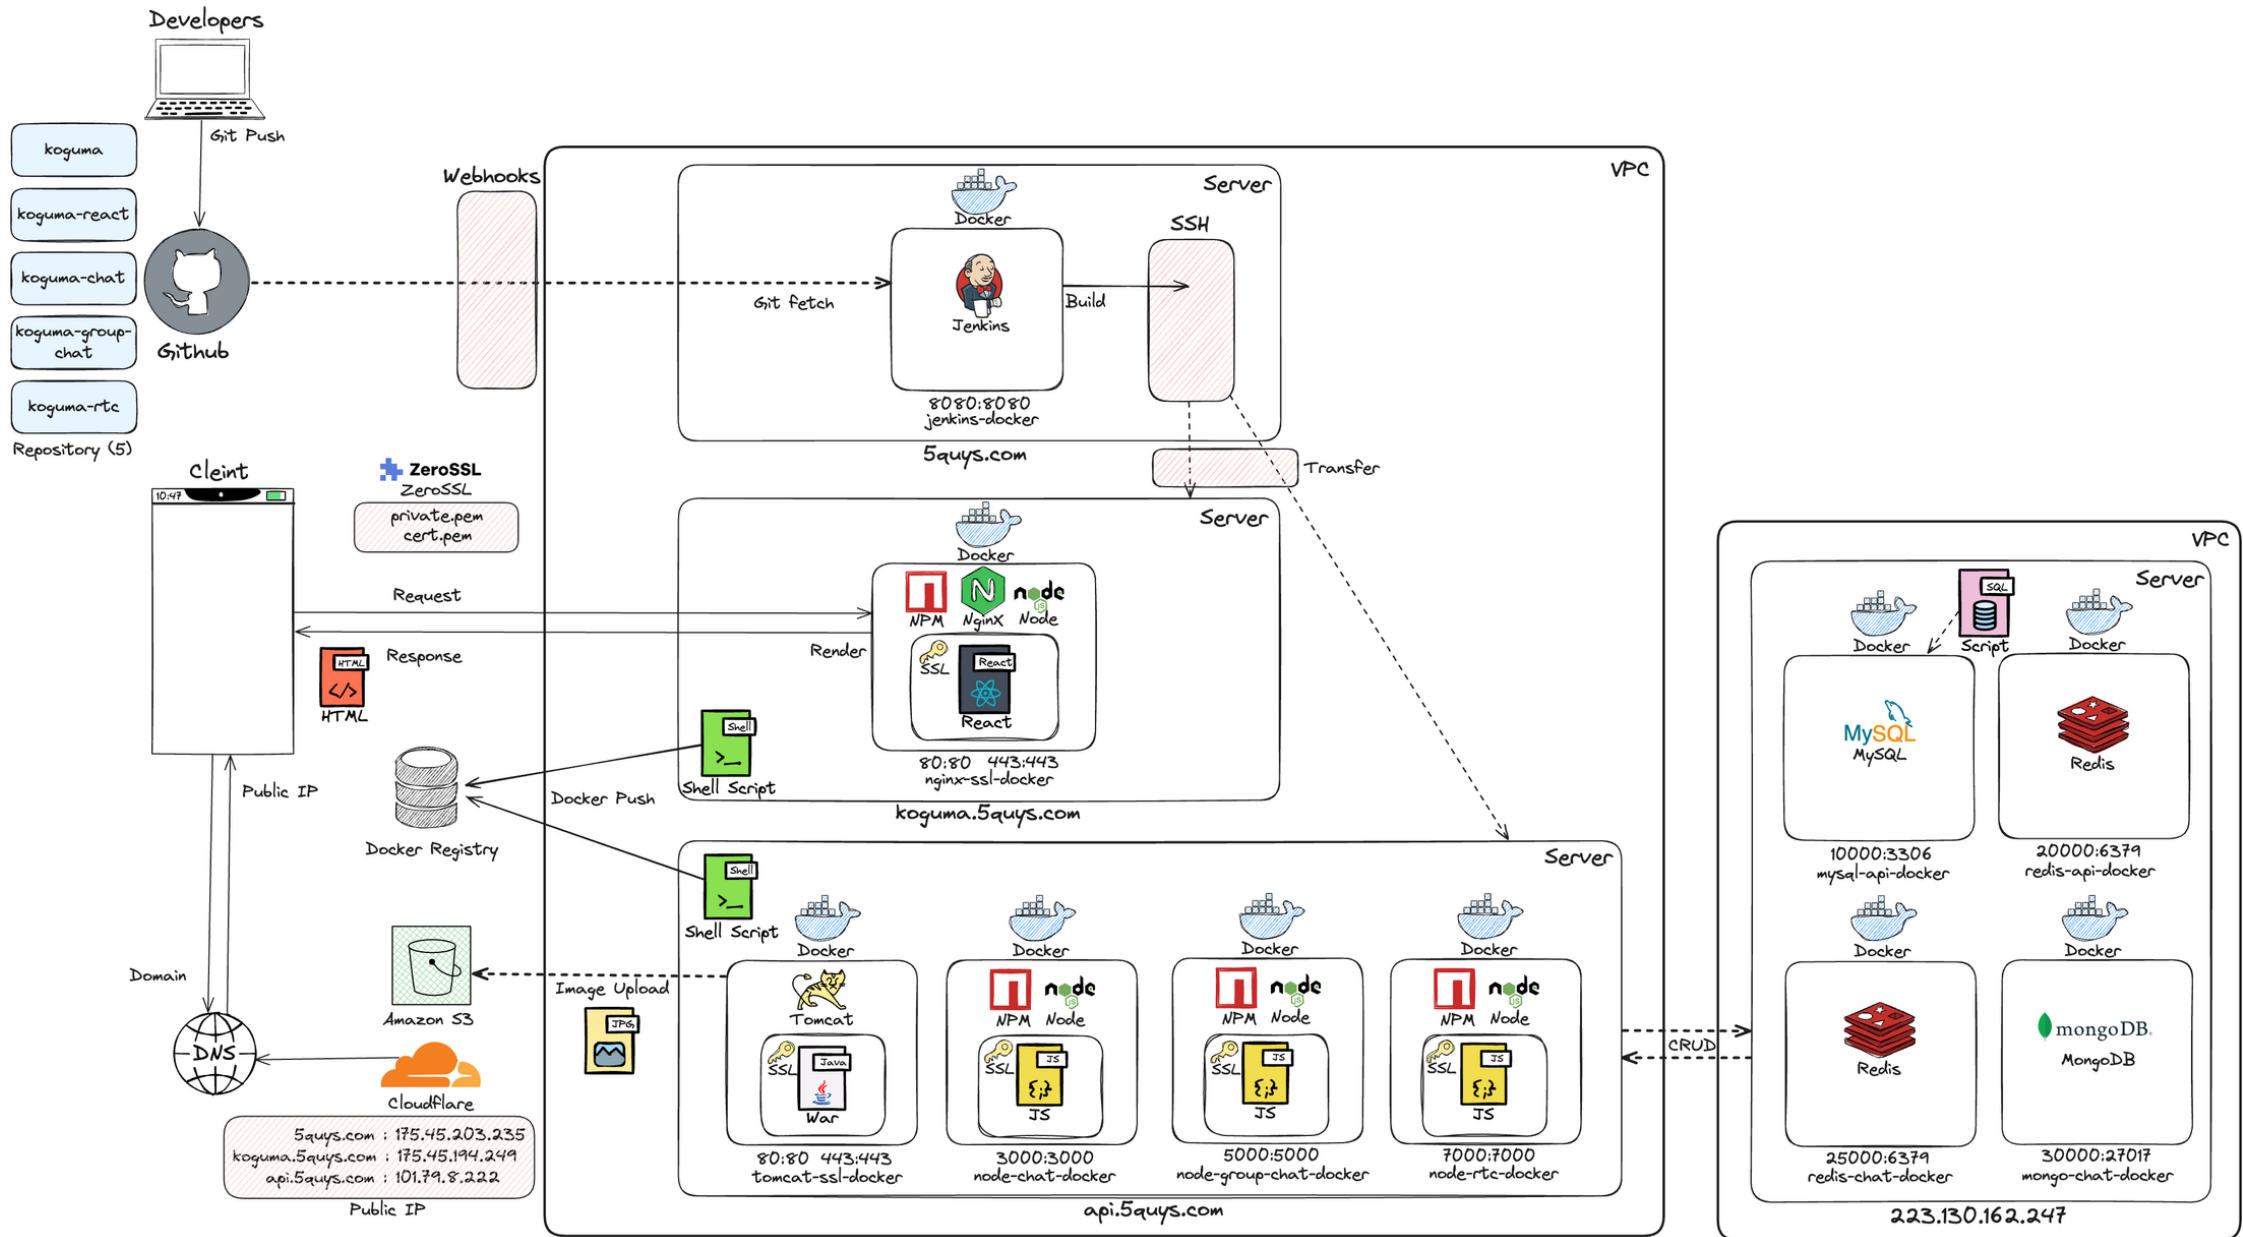 Developers
Git Push
koguma
koguma-react
koguma-chat
koguma-group-
chat
koguma-rtc
Repository (5)
Github
Webhooks
VPC
Server
Docker
SSH
Git fetch
Jenkins
Build
8080:8080
jenkins-docker
5quys.com
Transfer
Cleint
10:47
ZeroSSL
ZeroSSL
private.pem
cert.pem
Request
Response
Render
HTML
</>
HTML
Server
Docker
N
node
JS
NPM
NginX
Node
SSL
React
React
80:80 443:443
nginx-ssl-docker
koguma.5quys.com
Shell
>_
Shell Script
Public IP
Docker Push
Docker Registry
Domain
DNS
Amazon S3
Image Upload
JPG
Cloudflare
5quys.com : 175.45.203.235
koguma.5quys.com : 175.45.194.249
api.5quys.com : 101.79.8.222
Public IP
Server
Shell
>_
Shell Script
Docker
Tomcat
SSL
Java
War
80:80 443:443
tomcat-ssl-docker
Docker
node
JS
NPM
Node
SSL
JS
{;}
JS
3000:3000
node-chat-docker
Docker
node
JS
NPM
Node
SSL
JS
{;}
JS
5000:5000
node-group-chat-docker
Docker
node
JS
NPM
Node
SSL
JS
{;}
JS
7000:7000
node-rtc-docker
api.5quys.com
CRUD
VPC
Server
Docker
SQL
Script
Docker
MySQL
MySQL
10000:3306
mysql-api-docker
Redis
20000:6379
redis-api-docker
Docker
Redis
25000:6379
redis-chat-docker
Docker
mongoDB.
MongoDB
30000:27017
mongo-chat-docker
223.130.162.247